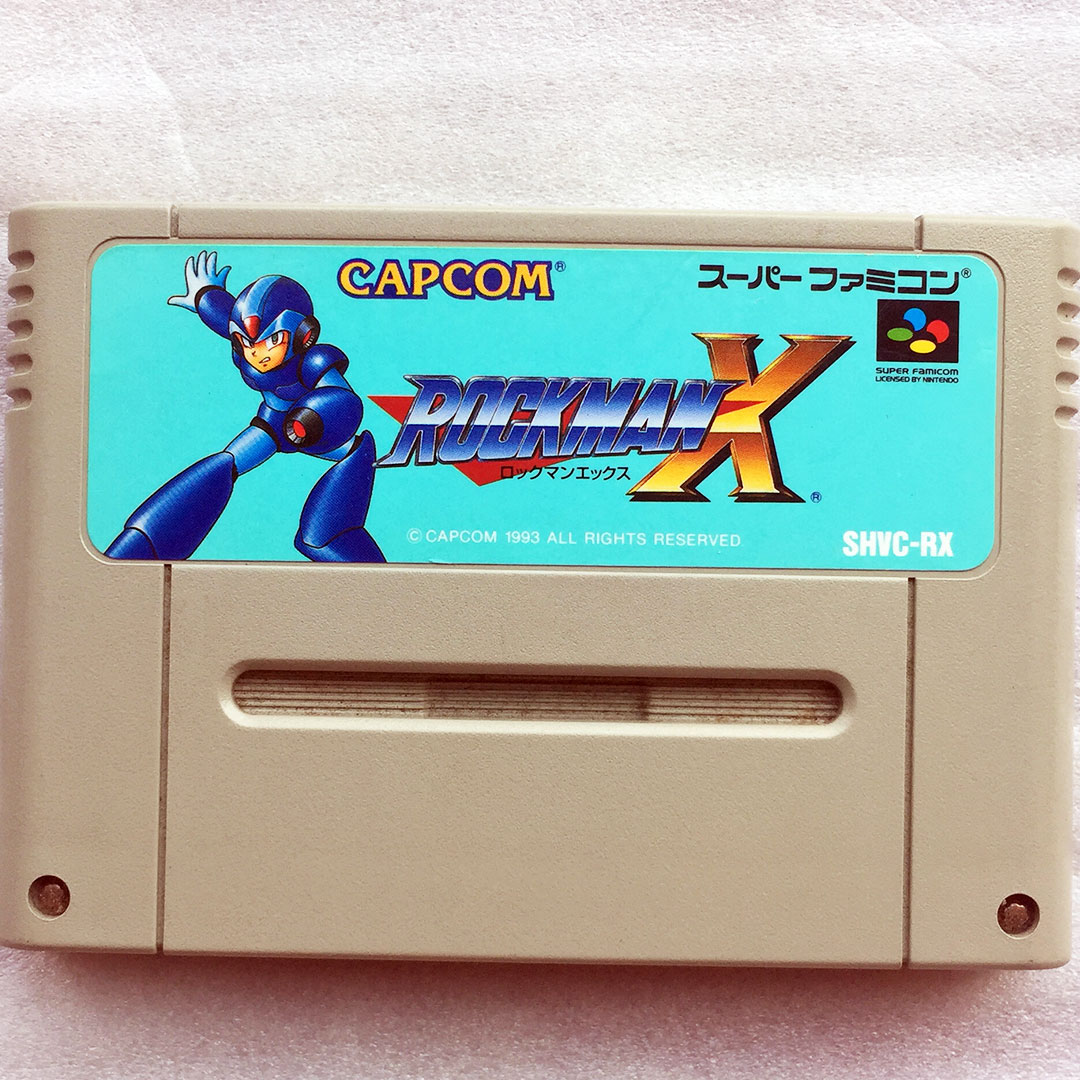 CAPCOM®
スーパーファミコン®
SUPER FAMICOM
LICENSED BY NINTENDO
ROCKMAN X®
ロックマンエックス
© CAPCOM 1993 ALL RIGHTS RESERVED
SHVC-RX